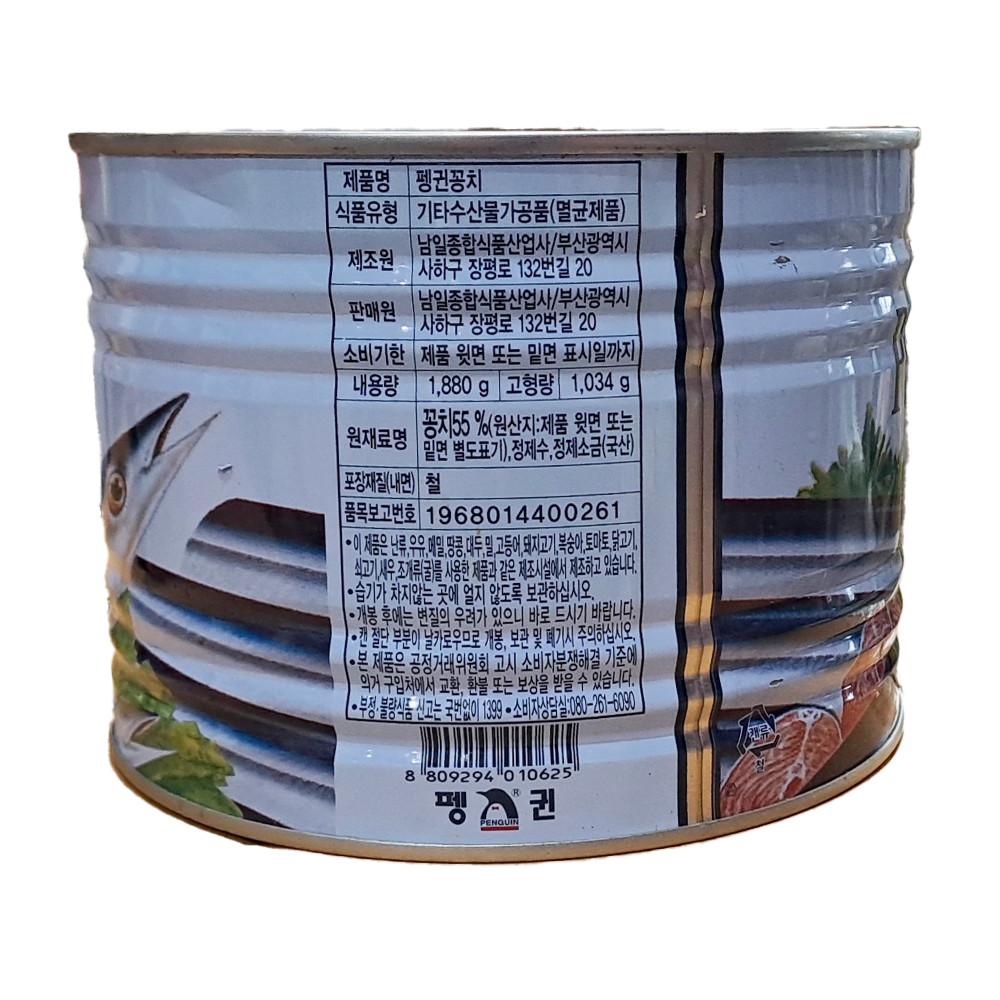 제품명 펭귄꽁치
식품유형 기타수산물가공품(멸균제품)
제조원 남일종합식품산업사/부산광역시
사하구 장평로 132번길 20
판매원 남일종합식품산업사/부산광역시
사하구 장평로 132번길 20
소비기한 제품 윗면 또는 밑면 표시일까지
내용량 1,880 g 고형량 1,034 g
원재료명 꽁치55 %(원산지:제품 윗면 또는
밑면 별도표기),정제수,정제소금(국산)
포장재질(내면) 철
품목보고번호 1968014400261
•이 제품은 난류,우유,메밀,땅콩,대두,밀,고등어,돼지고기,복숭아,토마토,닭고기,
쇠고기,새우,조개류(굴)를 사용한 제품과 같은 제조시설에서 제조하고 있습니다.
•습기가 차지않는 곳에 얼지 않도록 보관하십시오.
•개봉 후에는 변질의 우려가 있으니 바로 드시기 바랍니다.
•캔 절단 부분이 날카로우므로 개봉, 보관 및 폐기시 주의하십시오.
•본 제품은 공정거래위원회 고시 소비자분쟁해결 기준에
의거 구입처에서 교환, 환불 또는 보상을 받을 수 있습니다.
•부정·불량식품 신고는 국번없이 1399 •소비자상담실:080-261-6090
8 809294 010625
펭 귄
PENGUIN
®
캔류
철